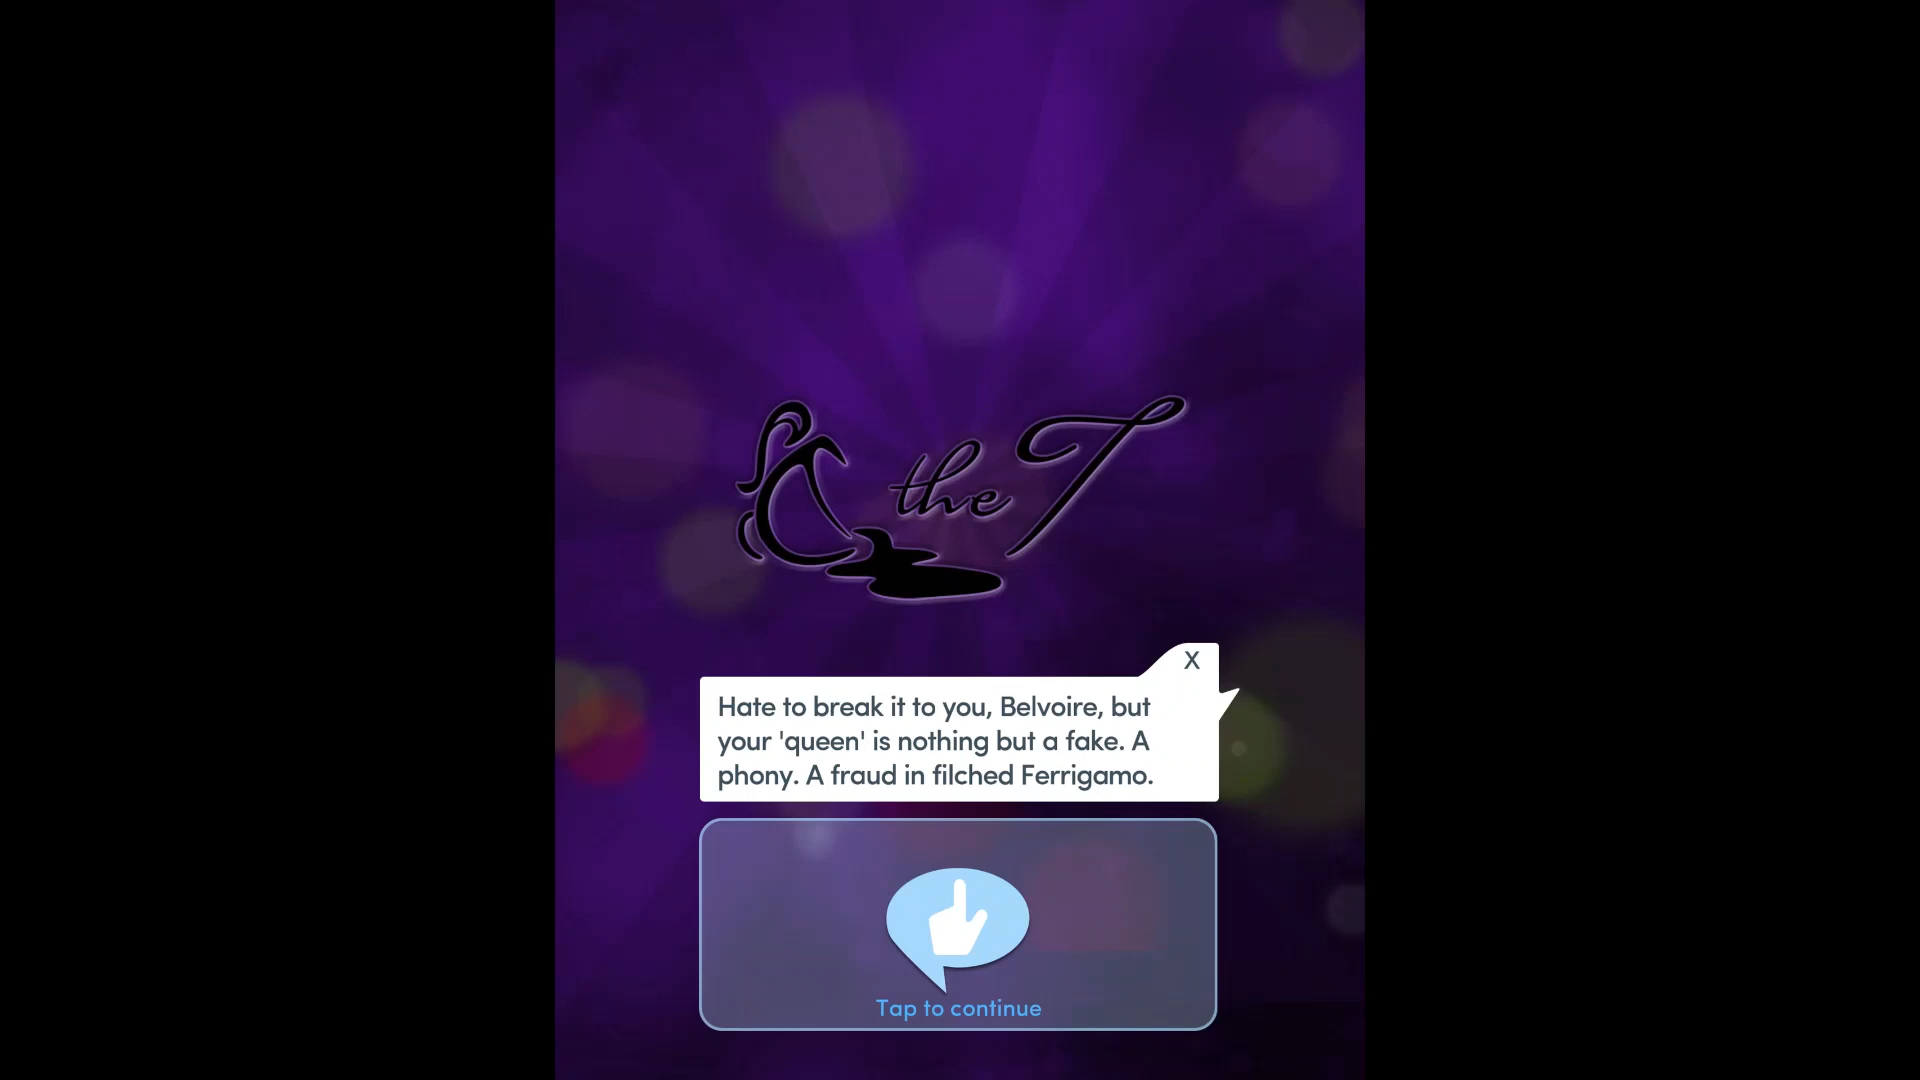 the T
X
Hate to break it to you, Belvoire, but
your 'queen' is nothing but a fake. A
phony. A fraud in filched Ferrigamo.
Tap to continue